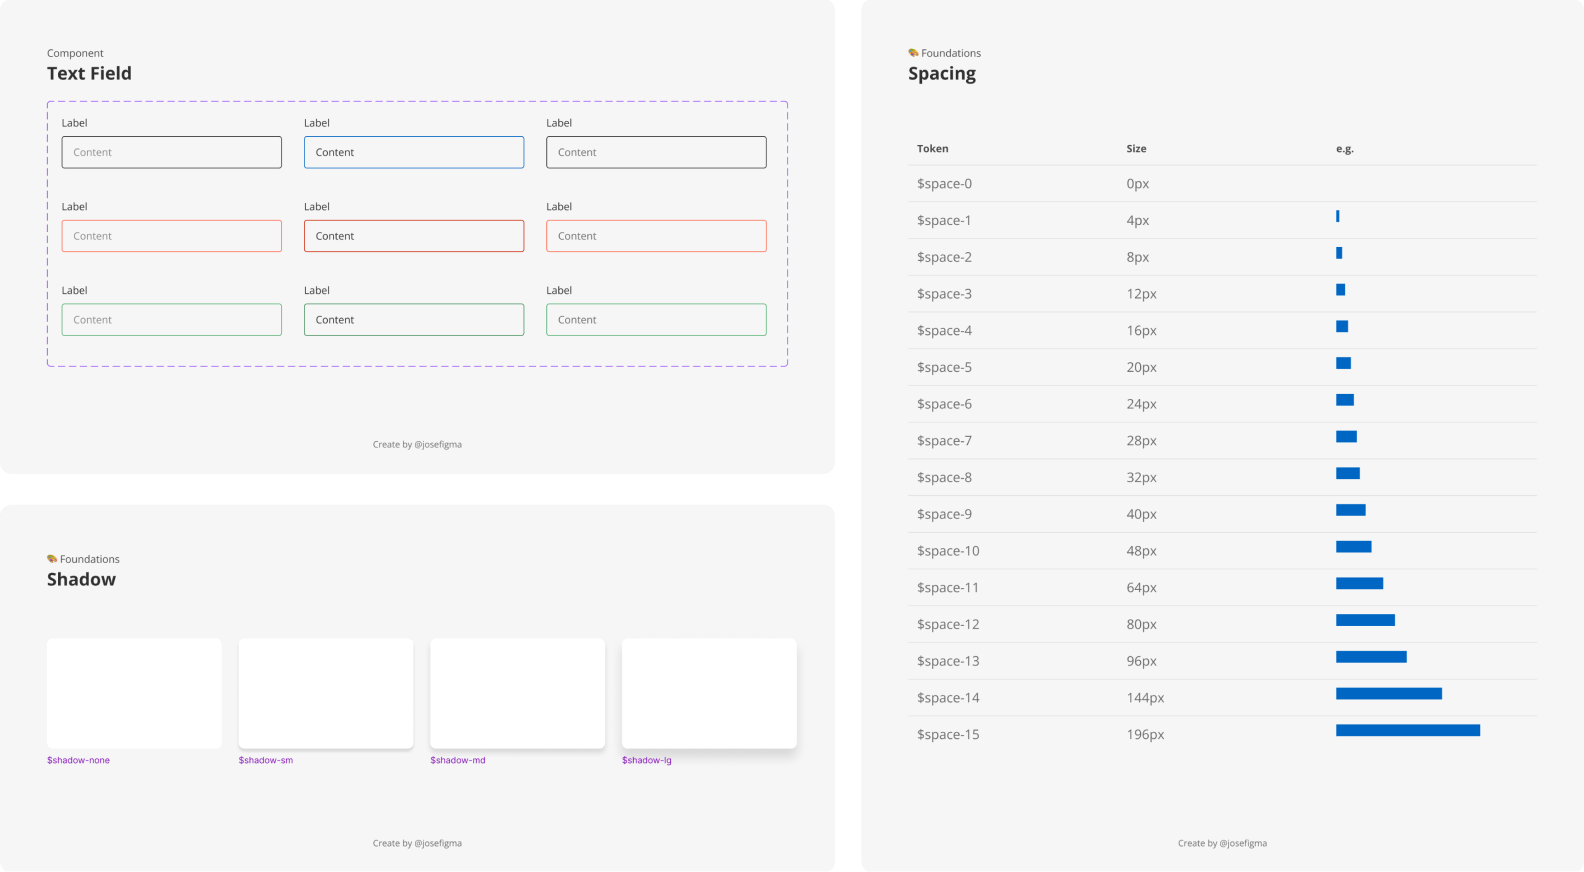 Component
Text Field
Label Label Label
Content Content Content
Label Label Label
Content Content Content
Label Label Label
Content Content Content
Create by @josefigma
Foundations
Shadow
$shadow-none $shadow-sm $shadow-md $shadow-lg
Create by @josefigma
Foundations
Spacing
Token Size e.g.
$space-0 0px
$space-1 4px
$space-2 8px
$space-3 12px
$space-4 16px
$space-5 20px
$space-6 24px
$space-7 28px
$space-8 32px
$space-9 40px
$space-10 48px
$space-11 64px
$space-12 80px
$space-13 96px
$space-14 144px
$space-15 196px
Create by @josefigma